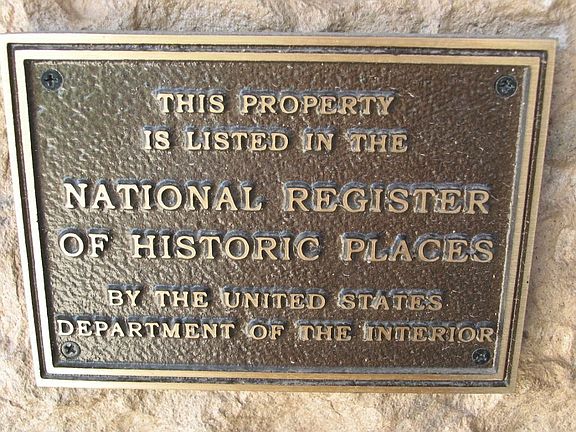 THIS PROPERTY
IS LISTED IN THE
NATIONAL REGISTER
OF HISTORIC PLACES
BY THE UNITED STATES
DEPARTMENT OF THE INTERIOR